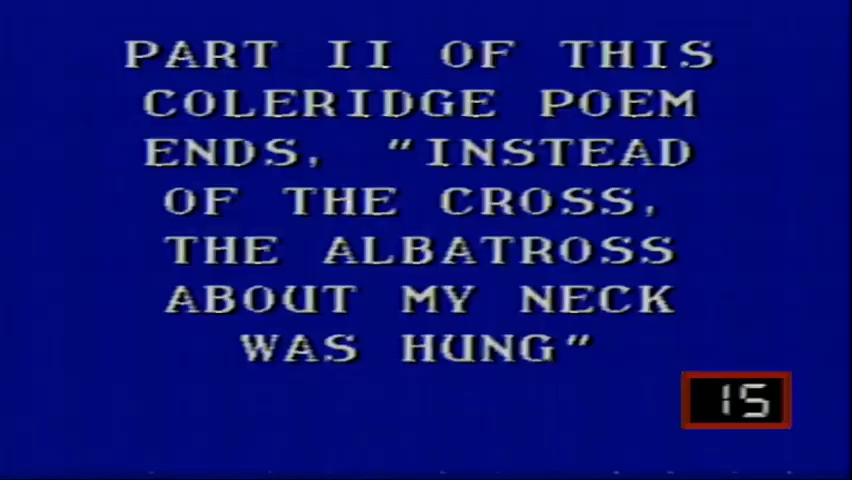 PART II OF THIS
COLERIDGE POEM
ENDS, "INSTEAD
OF THE CROSS,
THE ALBATROSS
ABOUT MY NECK
WAS HUNG"
15